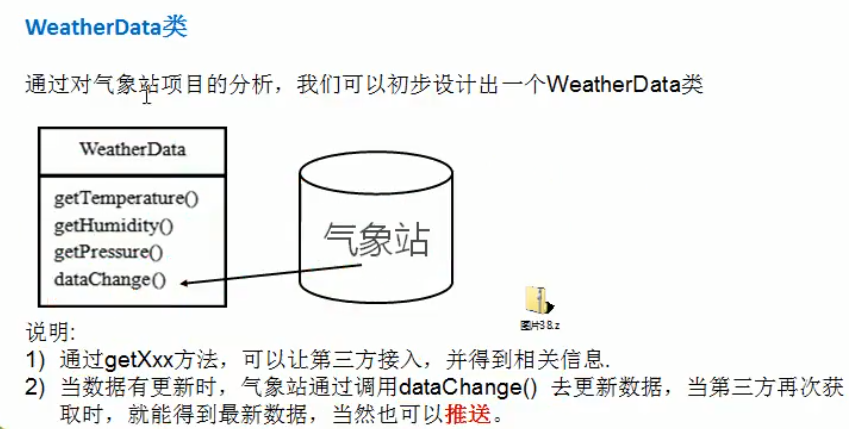 WeatherData类
通过对气象站项目的分析，我们可以初步设计出一个WeatherData类
WeatherData
getTemperature()
getHumidity()
getPressure()
dataChange()
气象站
图片38.z
说明:
1) 通过getXxx方法，可以让第三方接入，并得到相关信息.
2) 当数据有更新时，气象站通过调用dataChange() 去更新数据，当第三方再次获
取时，就能得到最新数据，当然也可以推送。